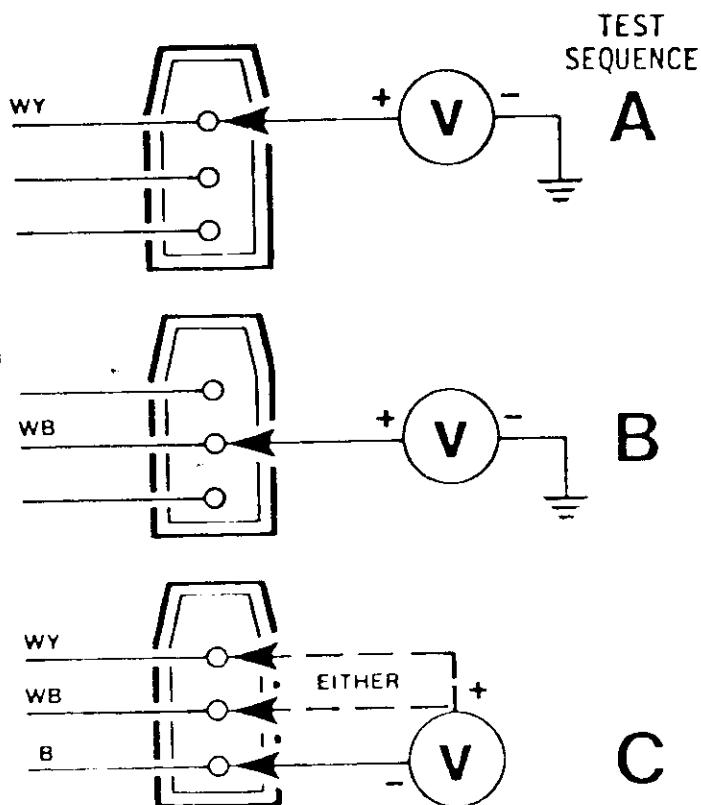 TEST
SEQUENCE
WY
+
V
-
A
WB
+
V
-
B
WY
WB
EITHER
+
B
-
V
C